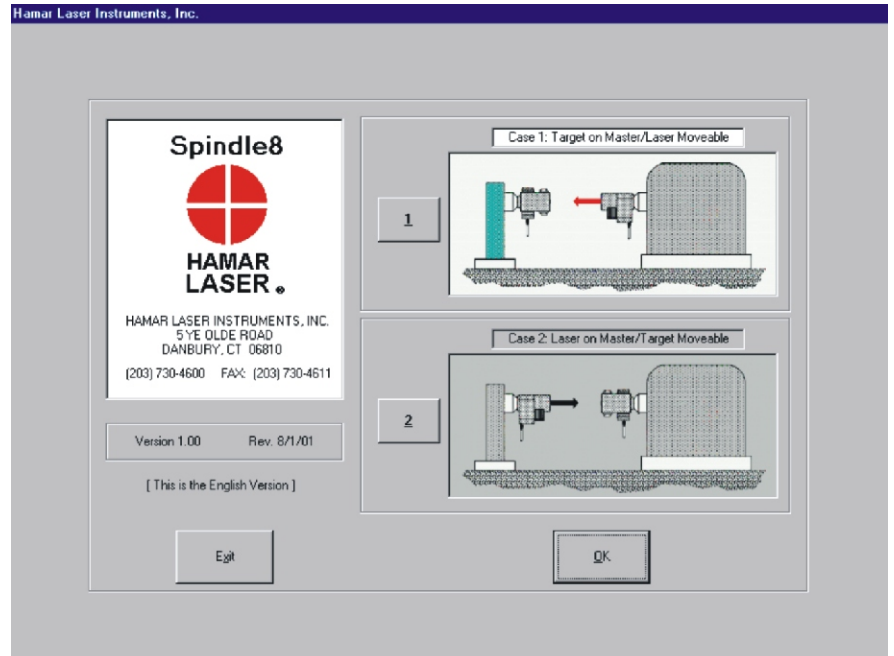 Hamar Laser Instruments, Inc.
Spindle8
HAMAR
LASER ®
HAMAR LASER INSTRUMENTS, INC.
5 YE OLDE ROAD
DANBURY, CT 06810
(203) 730-4600 FAX: (203) 730-4611
Version 1.00 Rev. 8/1/01
[ This is the English Version ]
Case 1: Target on Master/Laser Moveable
1
Case 2: Laser on Master/Target Moveable
2
Exit
OK